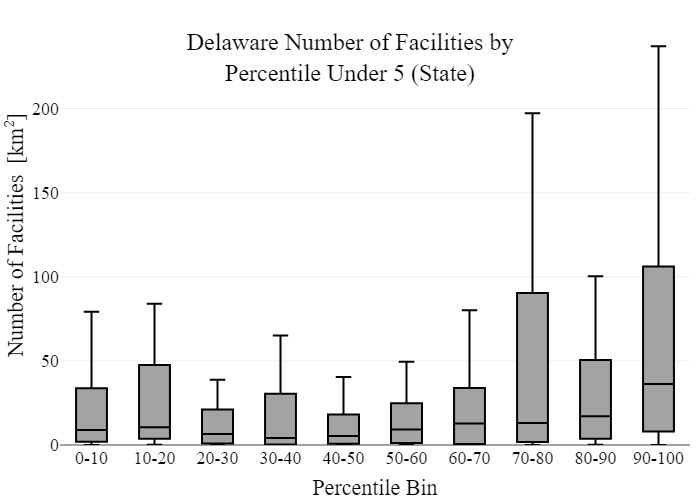 Delaware Number of Facilities by
Percentile Under 5 (State)
Number of Facilities [km²]
200
150
100
50
0
0-10 10-20 20-30 30-40 40-50 50-60 60-70 70-80 80-90 90-100
Percentile Bin